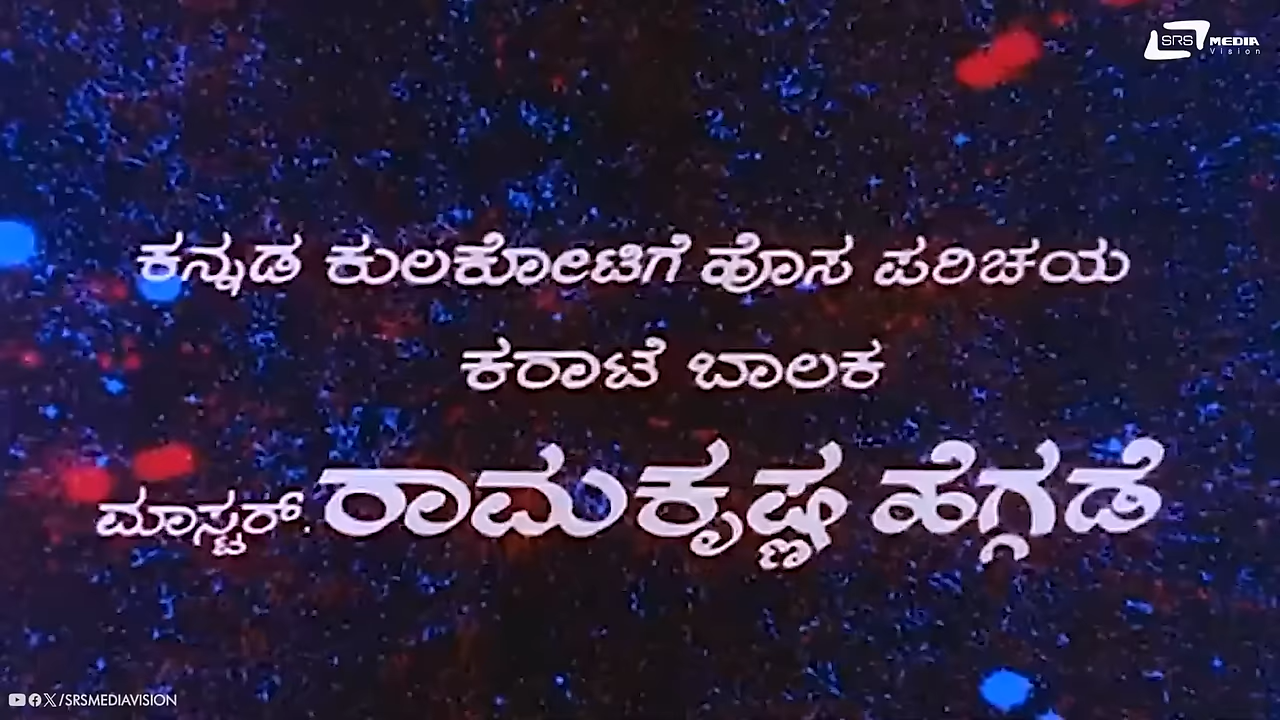 SRS MEDIA
Vision
ಕನ್ನಡ ಕುಲಕೋಟಿಗೆ ಹೊಸ ಪರಿಚಯ
ಕರಾಟೆ ಬಾಲಕ
ಮಾಸ್ಟರ್. ರಾಮಕೃಷ್ಣ ಹೆಗ್ಗಡೆ
/SRSMEDIAVISION